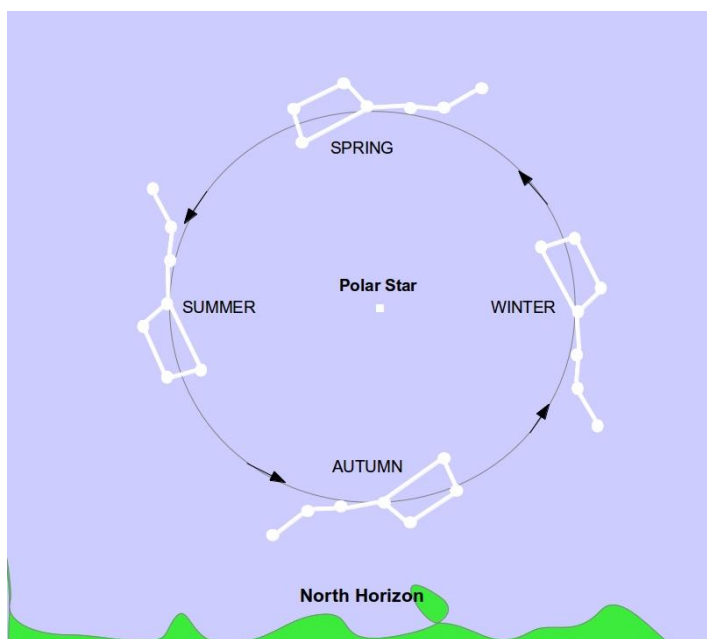 SPRING
Polar Star
SUMMER
WINTER
AUTUMN
North Horizon